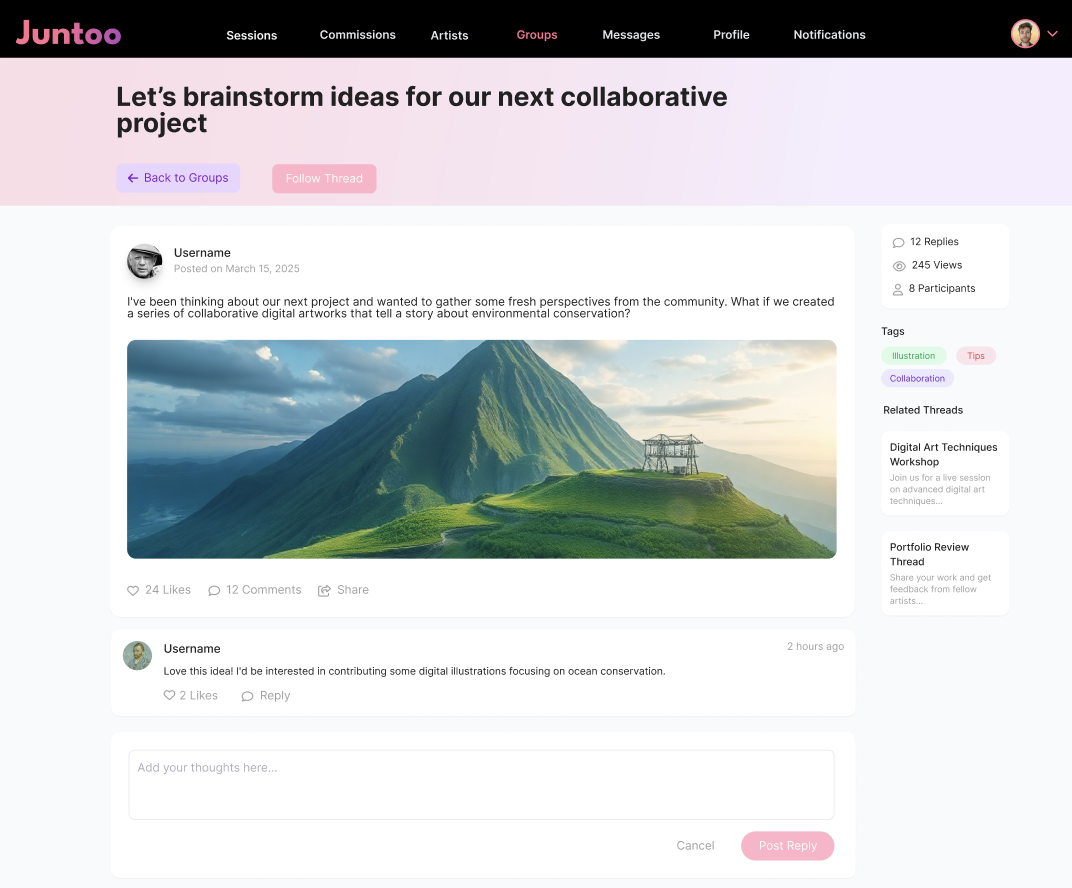 Juntoo
Sessions
Commissions
Artists
Groups
Messages
Profile
Notifications
Let’s brainstorm ideas for our next collaborative
project
Back to Groups
Follow Thread
Username
Posted on March 15, 2025
I've been thinking about our next project and wanted to gather some fresh perspectives from the community. What if we created
a series of collaborative digital artworks that tell a story about environmental conservation?
24 Likes
12 Comments
Share
Username
2 hours ago
Love this idea! I'd be interested in contributing some digital illustrations focusing on ocean conservation.
2 Likes
Reply
Add your thoughts here...
Cancel
Post Reply
12 Replies
245 Views
8 Participants
Tags
Illustration
Tips
Collaboration
Related Threads
Digital Art Techniques
Workshop
Join us for a live session
on advanced digital art
techniques...
Portfolio Review
Thread
Share your work and get
feedback from fellow
artists...